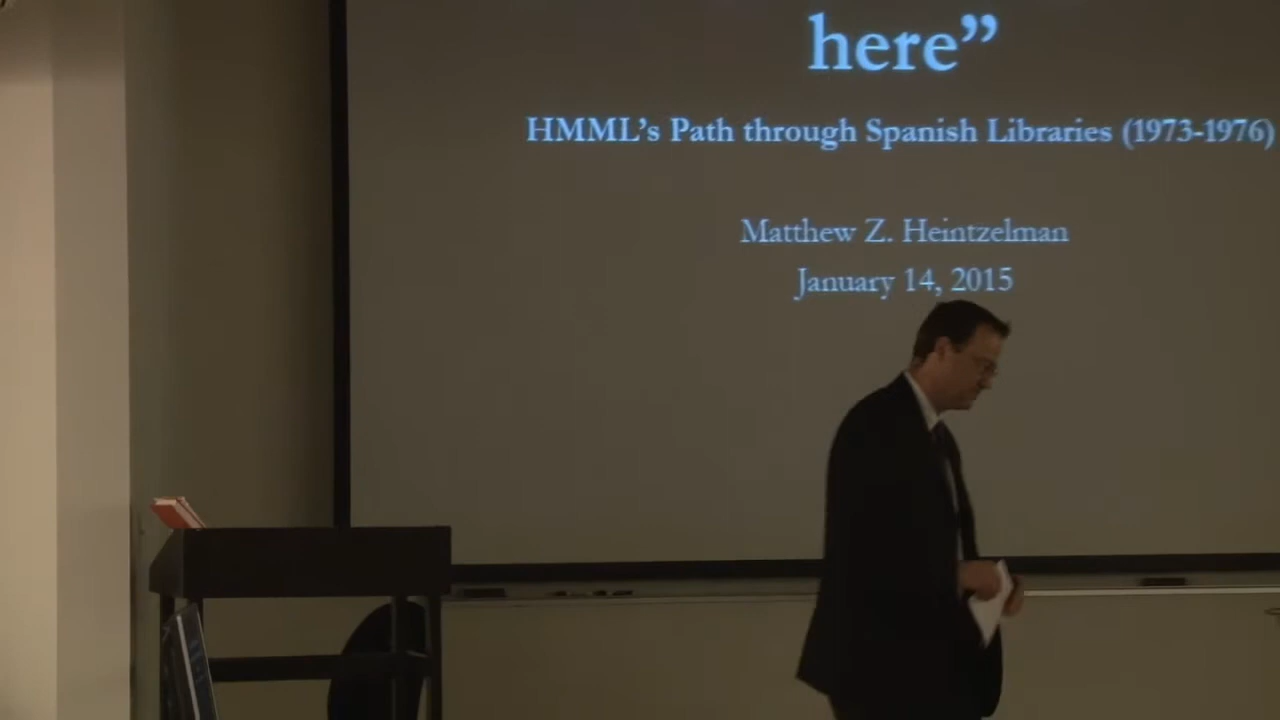 here”
HMML’s Path through Spanish Libraries (1973-1976)
Matthew Z. Heintzelman
January 14, 2015